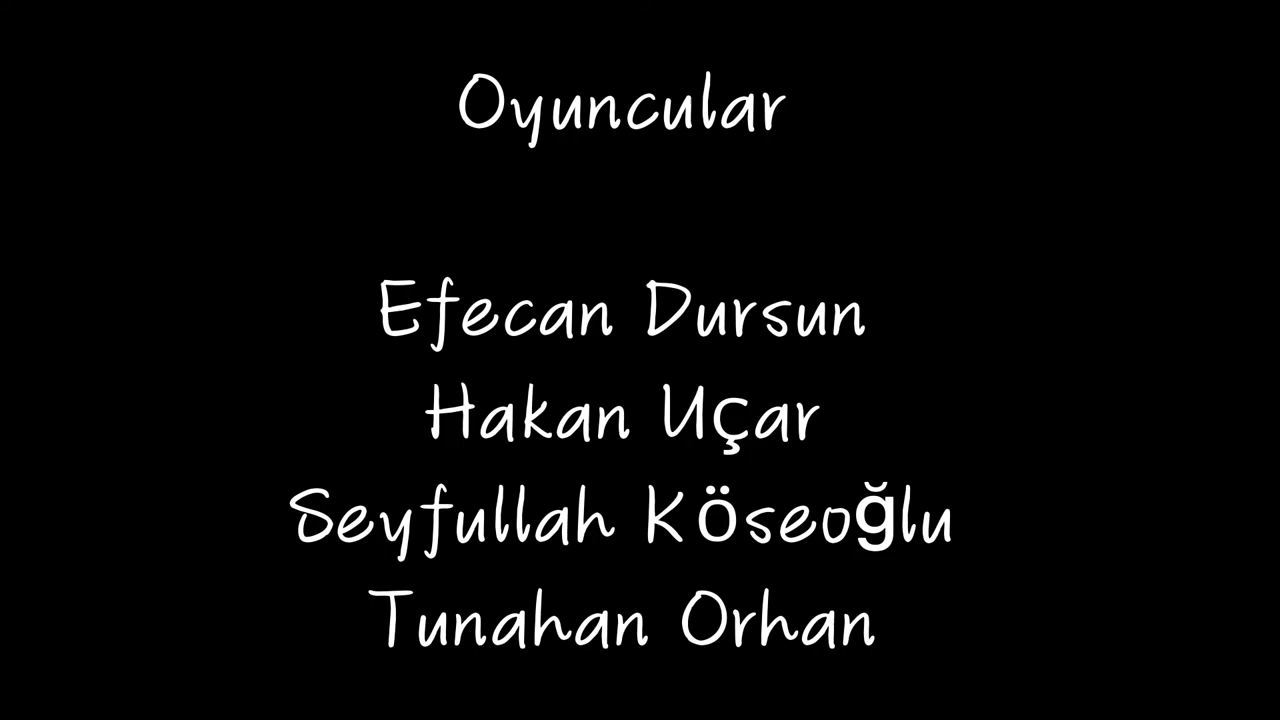 Oyuncular
Efecan Dursun
Hakan Uçar
Seyfullah Köseoğlu
Tunahan Orhan